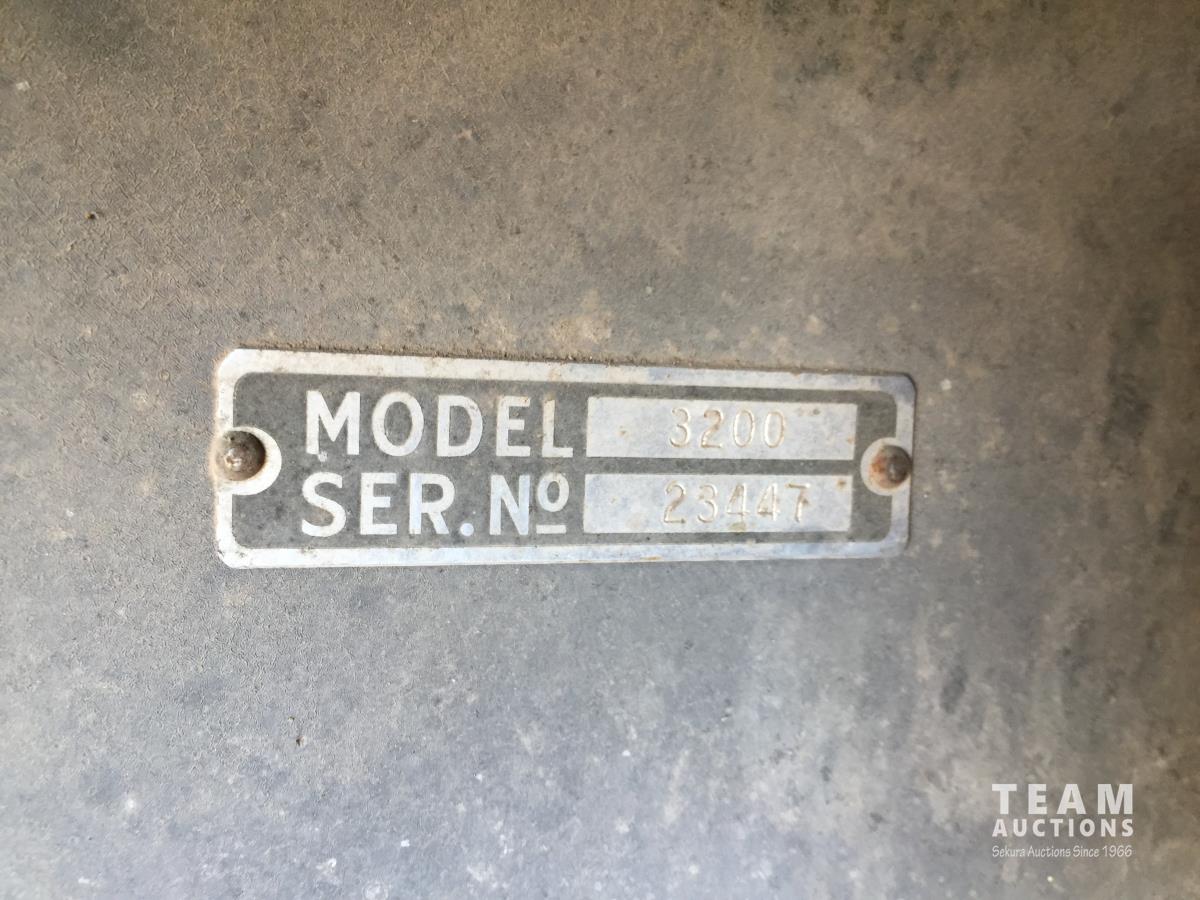 MODEL 3200
SER. Nº 23447
TEAM
AUCTIONS
Sekura Auctions Since 1966